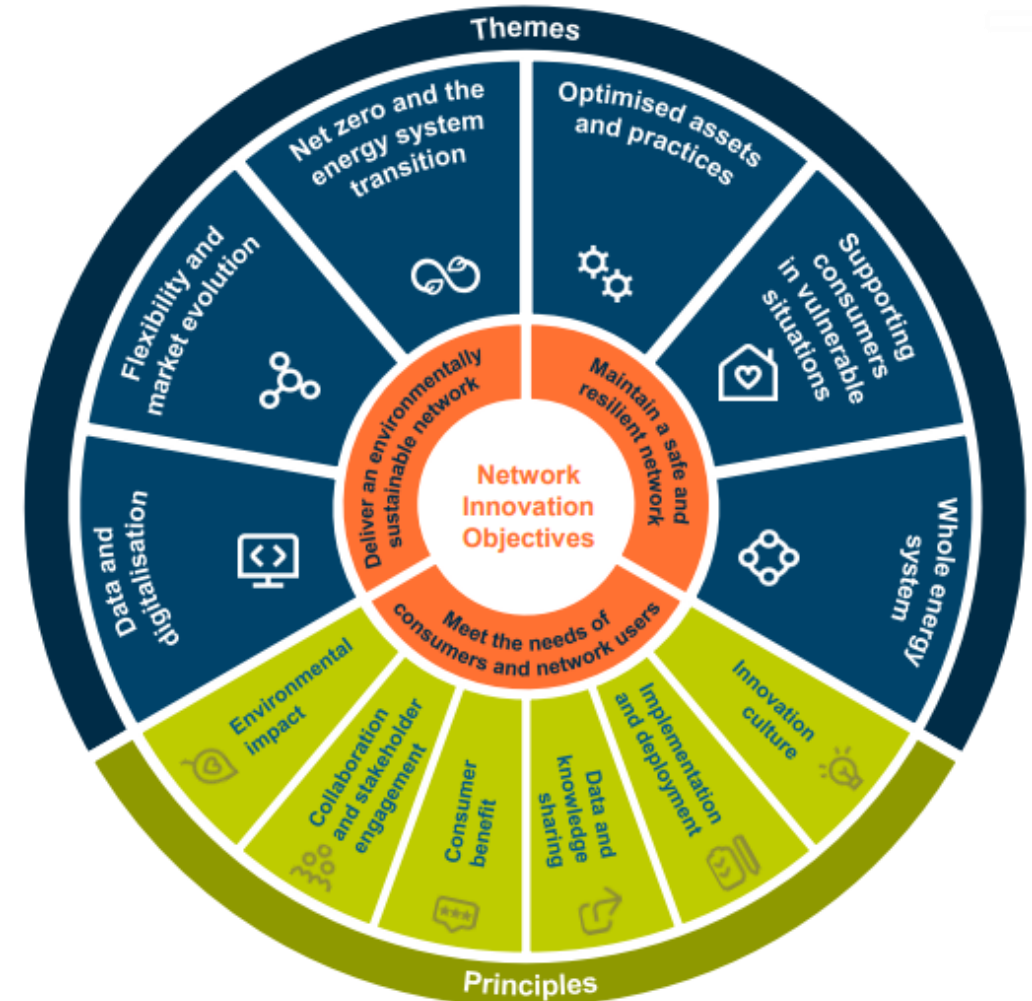 Themes
Net zero and the
energy system
transition
Optimised assets
and practices
Flexibility and
market evolution
Supporting
consumers
in vulnerable
situations
Data and
digitalisation
Whole energy
system
Deliver an environmentally
sustainable network
Maintain a safe and
resilient network
Network
Innovation
Objectives
Meet the needs of
consumers and network users
Environmental
impact
Collaboration
and stakeholder
engagement
Consumer
benefit
Data and
knowledge
sharing
Implementation
and deployment
Innovation
culture
Principles